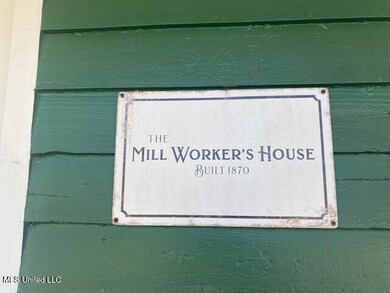 THE
MILL WORKER'S HOUSE
BUILT 1870
MLS United LLC